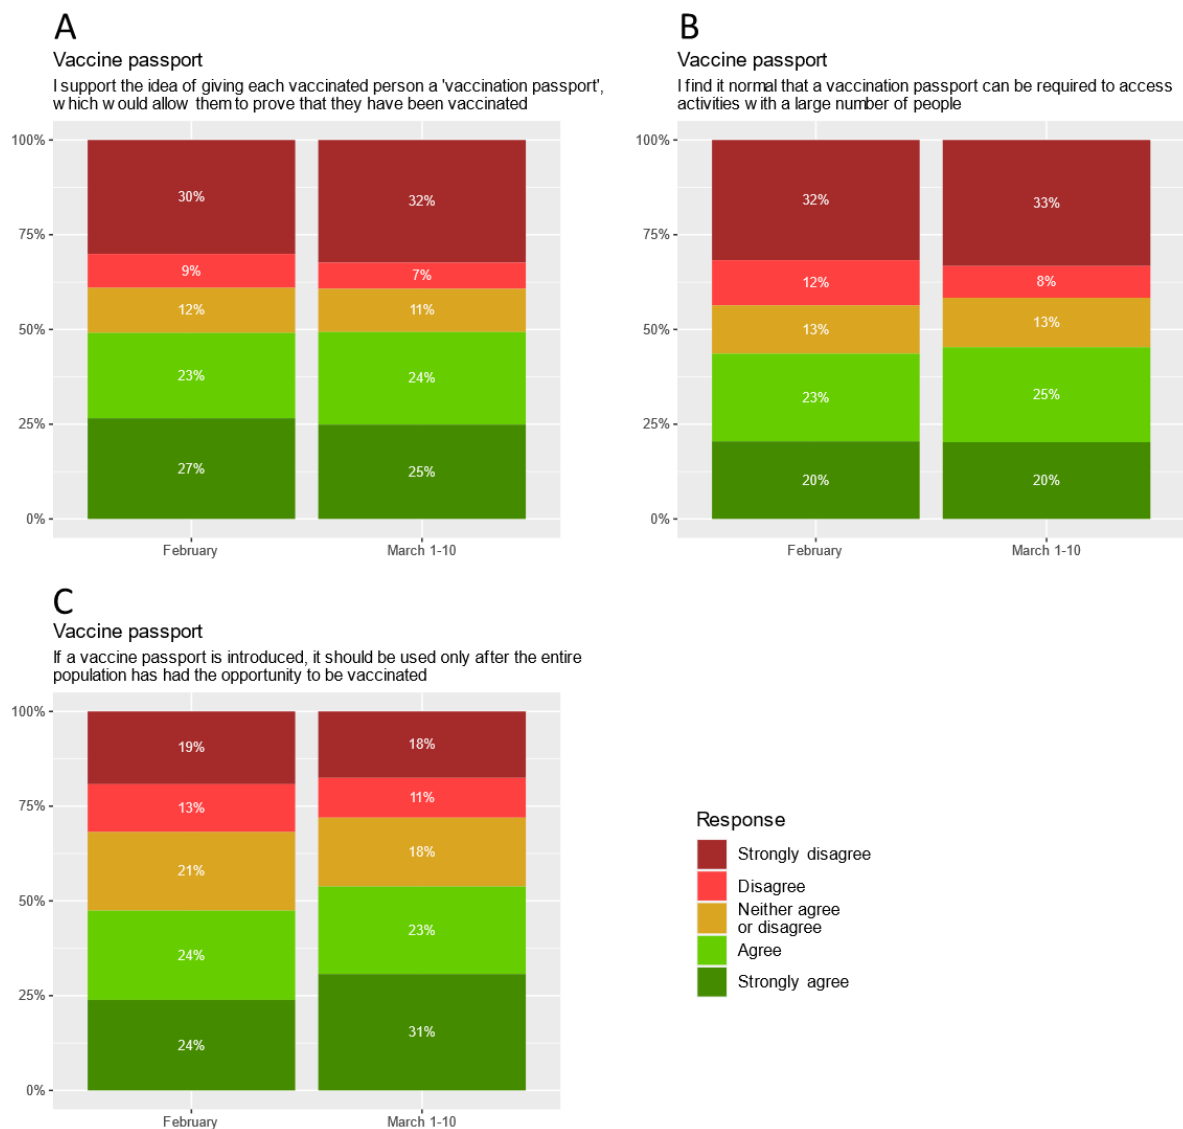 A
Vaccine passport
I support the idea of giving each vaccinated person a 'vaccination passport',
which would allow them to prove that they have been vaccinated
100%
75%
50%
25%
0%
30%
9%
12%
23%
27%
32%
7%
11%
24%
25%
February
March 1-10
B
Vaccine passport
I find it normal that a vaccination passport can be required to access
activities with a large number of people
100%
75%
50%
25%
0%
32%
12%
13%
23%
20%
33%
8%
13%
25%
20%
February
March 1-10
C
Vaccine passport
If a vaccine passport is introduced, it should be used only after the entire
population has had the opportunity to be vaccinated
100%
75%
50%
25%
0%
19%
13%
21%
24%
24%
18%
11%
18%
23%
31%
February
March 1-10
Response
Strongly disagree
Disagree
Neither agree
or disagree
Agree
Strongly agree